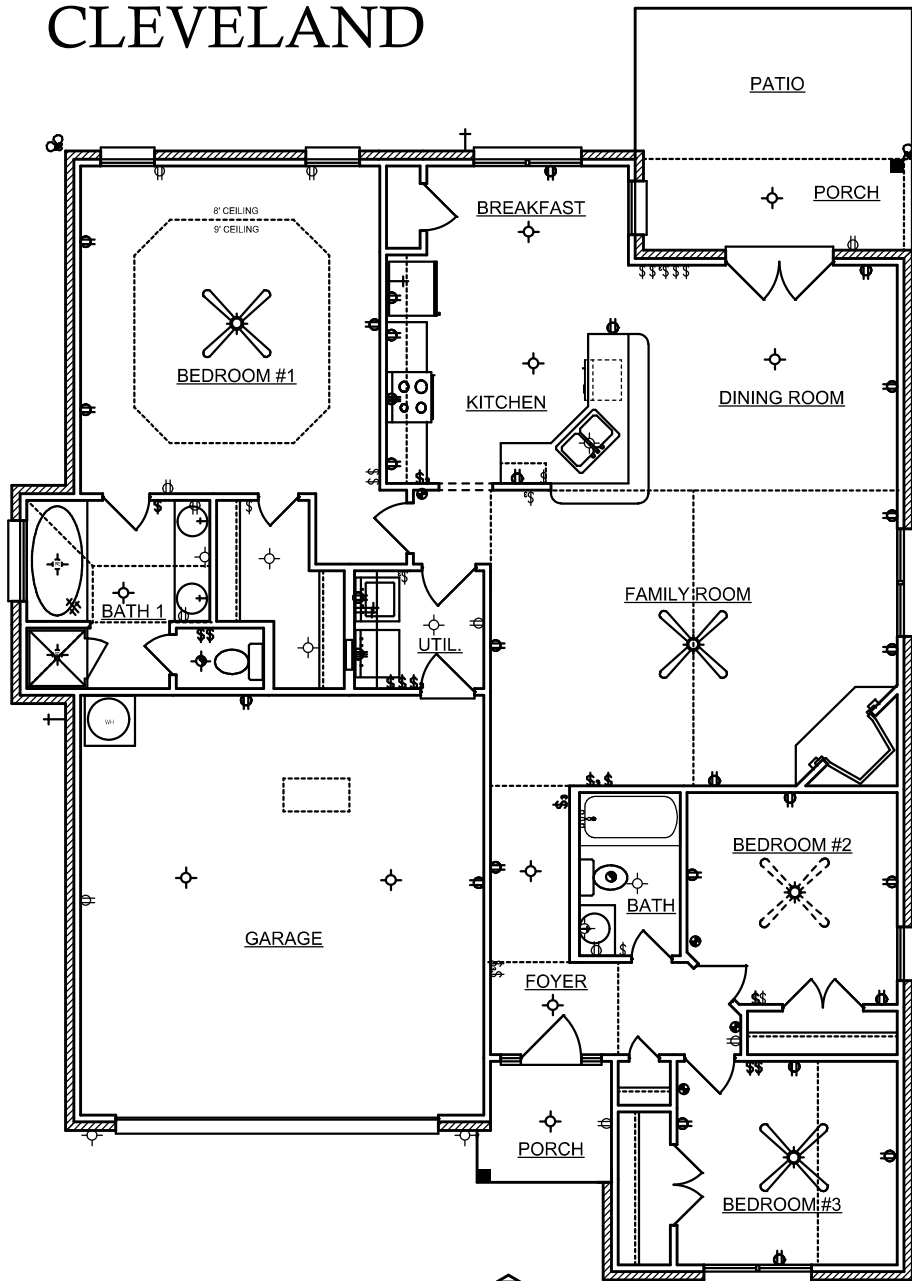 CLEVELAND
PATIO
PORCH
BREAKFAST
8' CEILING
9' CEILING
BEDROOM #1
KITCHEN
DINING ROOM
FAMILY ROOM
BATH 1
UTIL.
WH
BEDROOM #2
BATH
GARAGE
FOYER
PORCH
BEDROOM #3